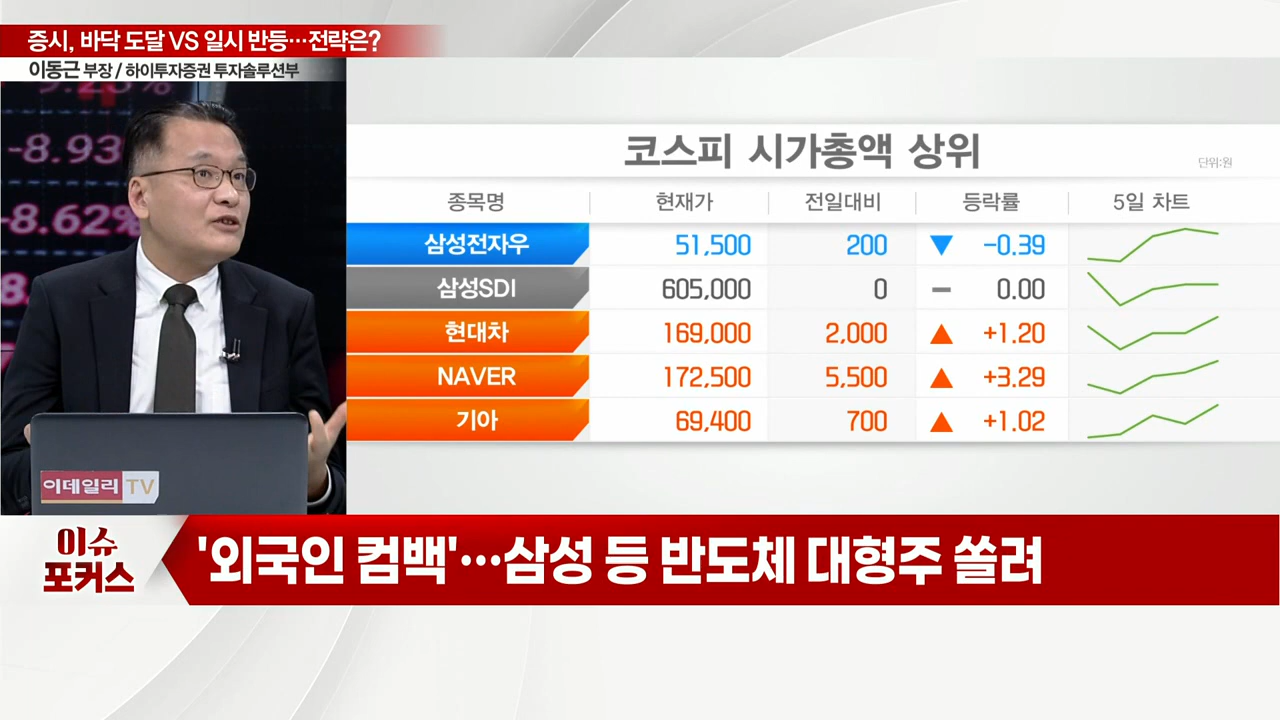 증시, 바닥 도달 VS 일시 반등…전략은?
이동근 부장 / 하이투자증권 투자솔루션부
-8.93
-8.62%
이데일리 TV
코스피 시가총액 상위
단위:원
종목명 현재가 전일대비 등락률 5일 차트
삼성전자우 51,500 200 ▼ -0.39
삼성SDI 605,000 0 - 0.00
현대차 169,000 2,000 ▲ +1.20
NAVER 172,500 5,500 ▲ +3.29
기아 69,400 700 ▲ +1.02
이슈
포커스
'외국인 컴백'…삼성 등 반도체 대형주 쏠려